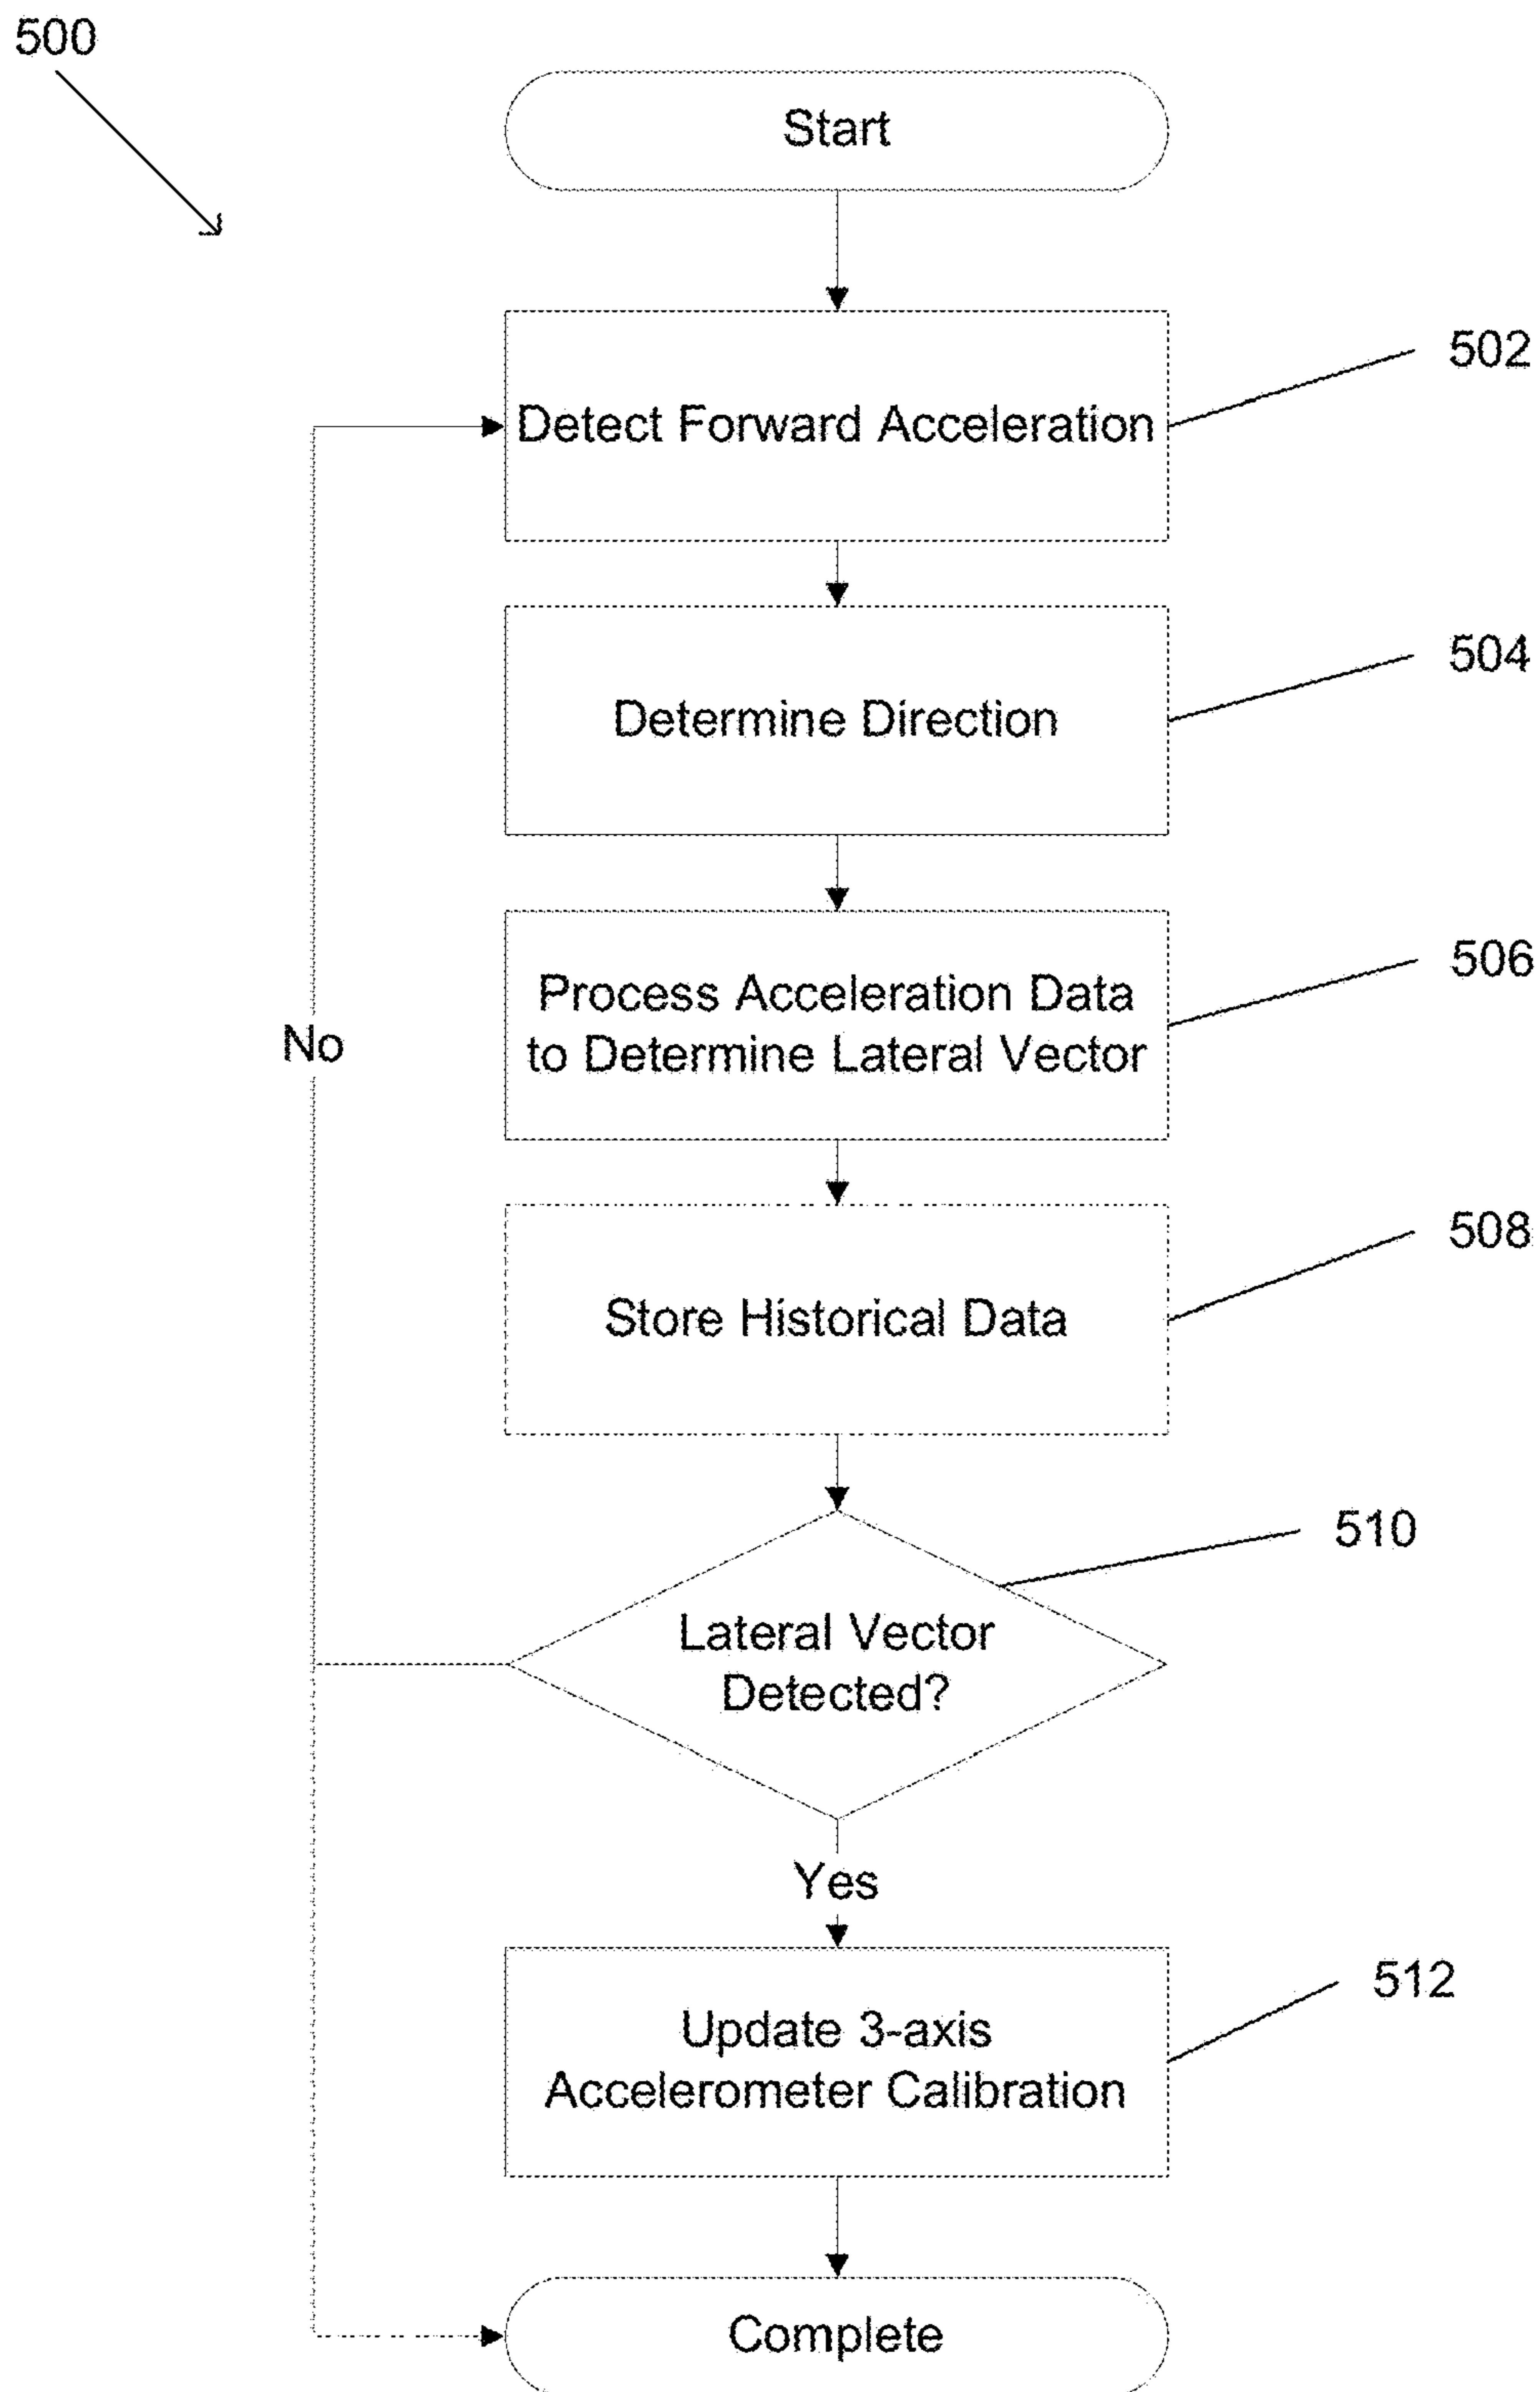 500
Start
Detect Forward Acceleration
502
Determine Direction
504
Process Acceleration Data
to Determine Lateral Vector
506
No
Store Historical Data
508
Lateral Vector
Detected?
510
Yes
Update 3-axis
Accelerometer Calibration
512
Complete